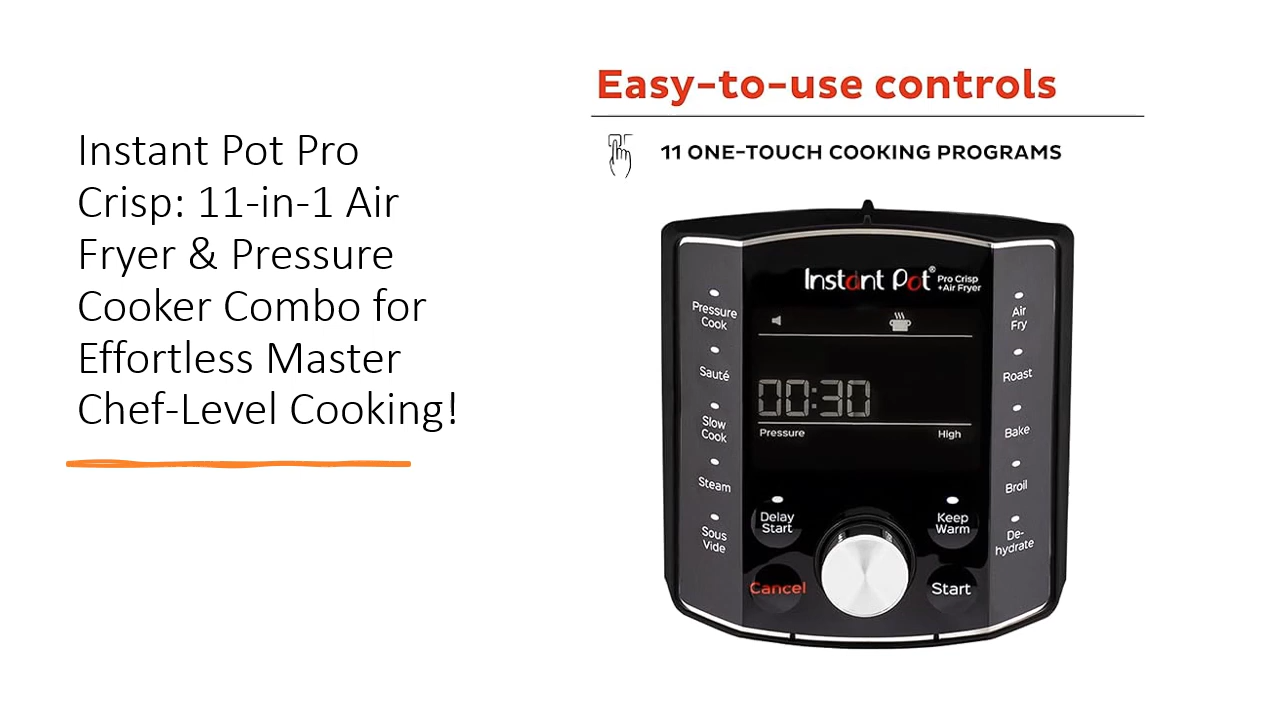 Instant Pot Pro
Crisp: 11-in-1 Air
Fryer & Pressure
Cooker Combo for
Effortless Master
Chef-Level Cooking!
Easy-to-use controls
11 ONE-TOUCH COOKING PROGRAMS
Instant Pot®
Pro Crisp
+Air Fryer
Pressure
Cook
Sauté
Slow
Cook
Steam
Sous
Vide
00:30
Pressure
High
Delay
Start
Keep
Warm
Cancel
Start
Air
Fry
Roast
Bake
Broil
De-
hydrate